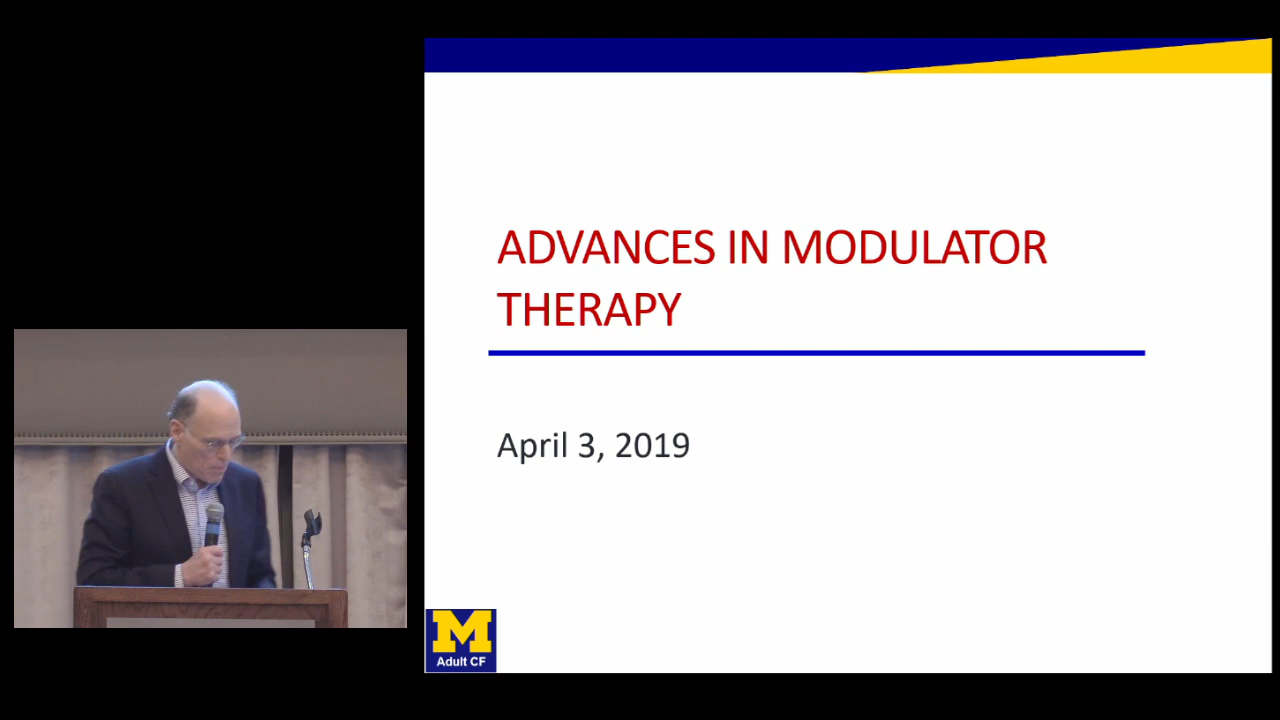 ADVANCES IN MODULATOR
THERAPY
April 3, 2019
M
Adult CF